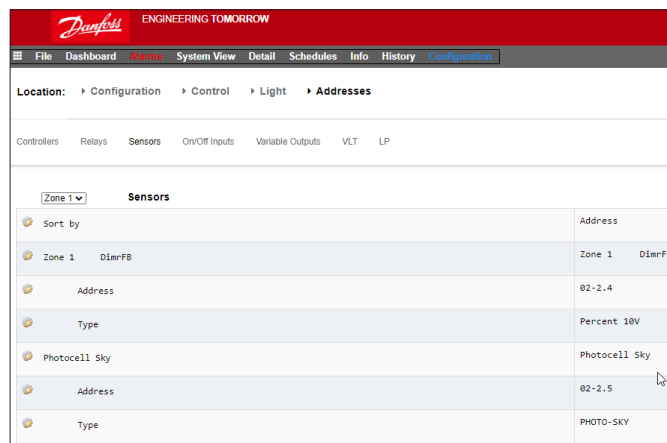 Danfoss ENGINEERING TOMORROW
File Dashboard Alarms System View Detail Schedules Info History Configuration
Location: Configuration Control Light Addresses
Controllers Relays Sensors On/Off Inputs Variable Outputs VLT LP
Zone 1 Sensors
Sort by Address
Zone 1 DimrFB Zone 1 DimrF
Address 02-2.4
Type Percent 10V
Photocell Sky Photocell Sky
Address 02-2.5
Type PHOTO-SKY